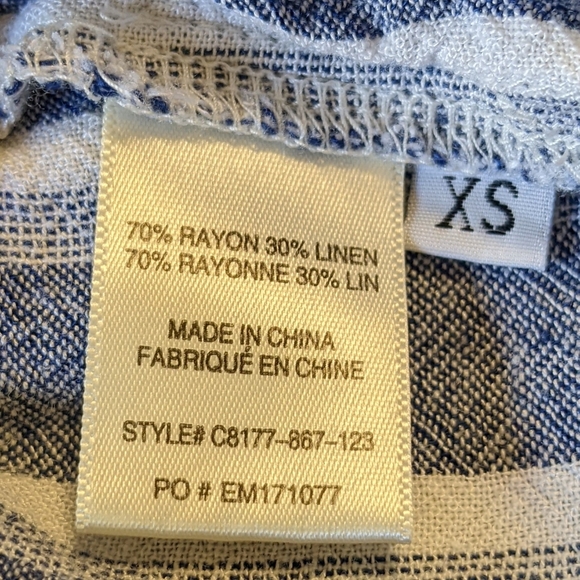 70% RAYON 30% LINEN
70% RAYONNE 30% LIN
MADE IN CHINA
FABRIQUÉ EN CHINE
STYLE# C8177-867-123
PO # EM171077
XS